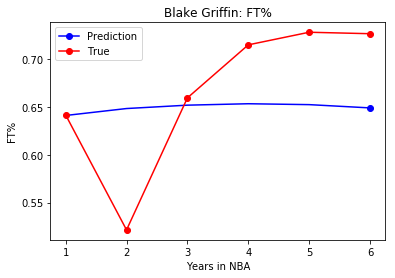 Blake Griffin: FT%
Prediction
True
FT%
0.70
0.65
0.60
0.55
1 2 3 4 5 6
Years in NBA